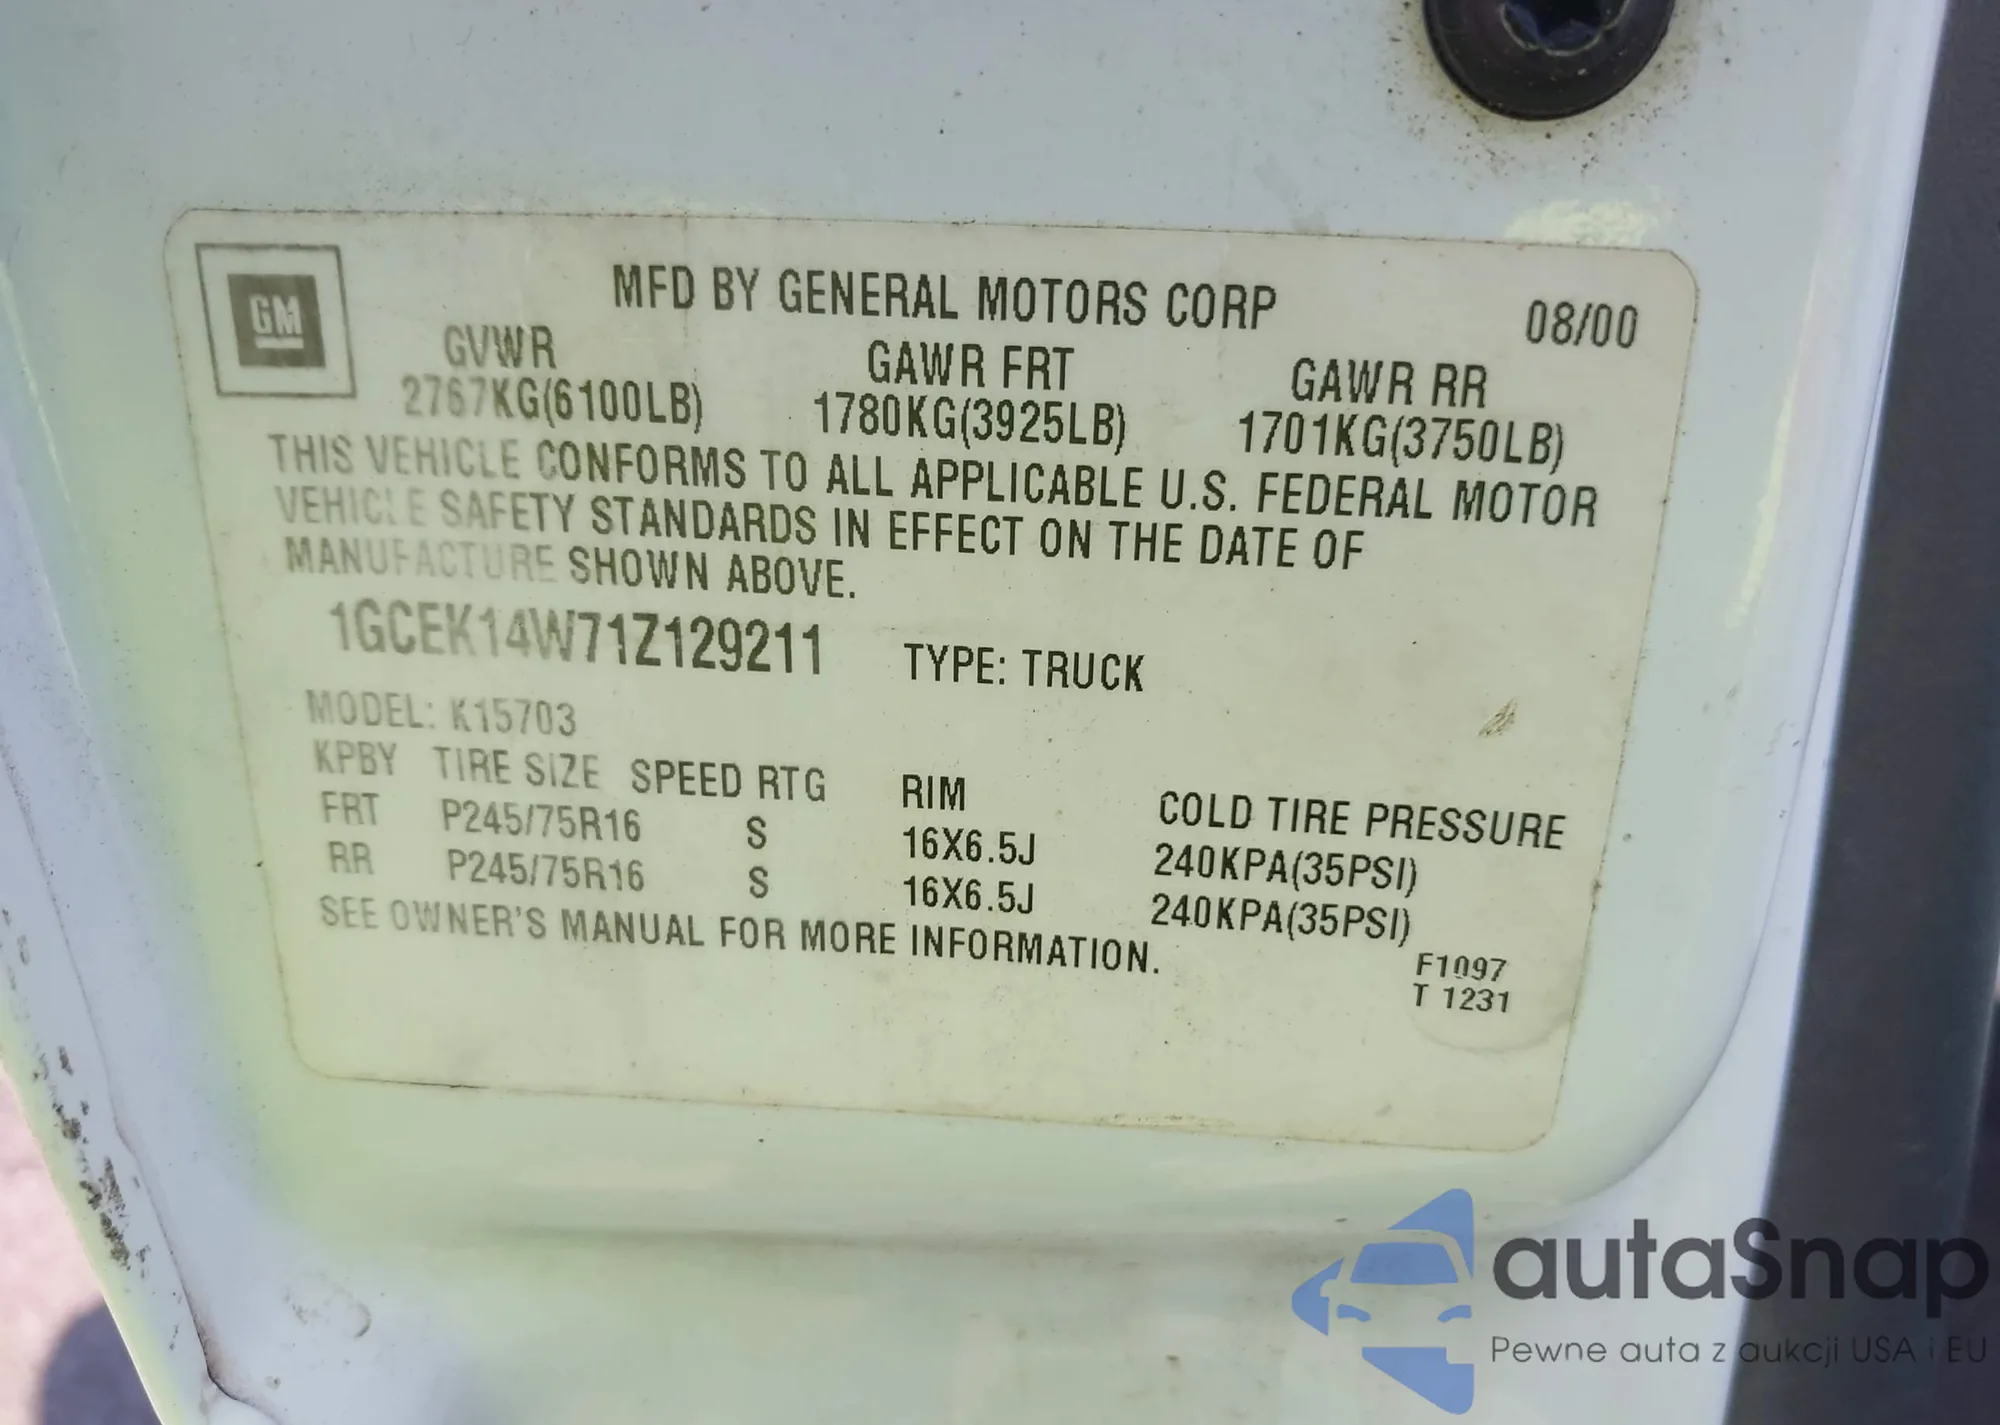 GM
MFD BY GENERAL MOTORS CORP 08/00
GVWR GAWR FRT GAWR RR
2767KG(6100LB) 1780KG(3925LB) 1701KG(3750LB)
THIS VEHICLE CONFORMS TO ALL APPLICABLE U.S. FEDERAL MOTOR
VEHICLE SAFETY STANDARDS IN EFFECT ON THE DATE OF
MANUFACTURE SHOWN ABOVE.
1GCEK14W71Z129211 TYPE: TRUCK
MODEL: K15703
KPBY TIRE SIZE SPEED RTG RIM COLD TIRE PRESSURE
FRT P245/75R16 S 16X6.5J 240KPA(35PSI)
RR P245/75R16 S 16X6.5J 240KPA(35PSI)
SEE OWNER'S MANUAL FOR MORE INFORMATION.
F1097
T 1231
autaSnap
Pewne auta z aukcji USA i EU